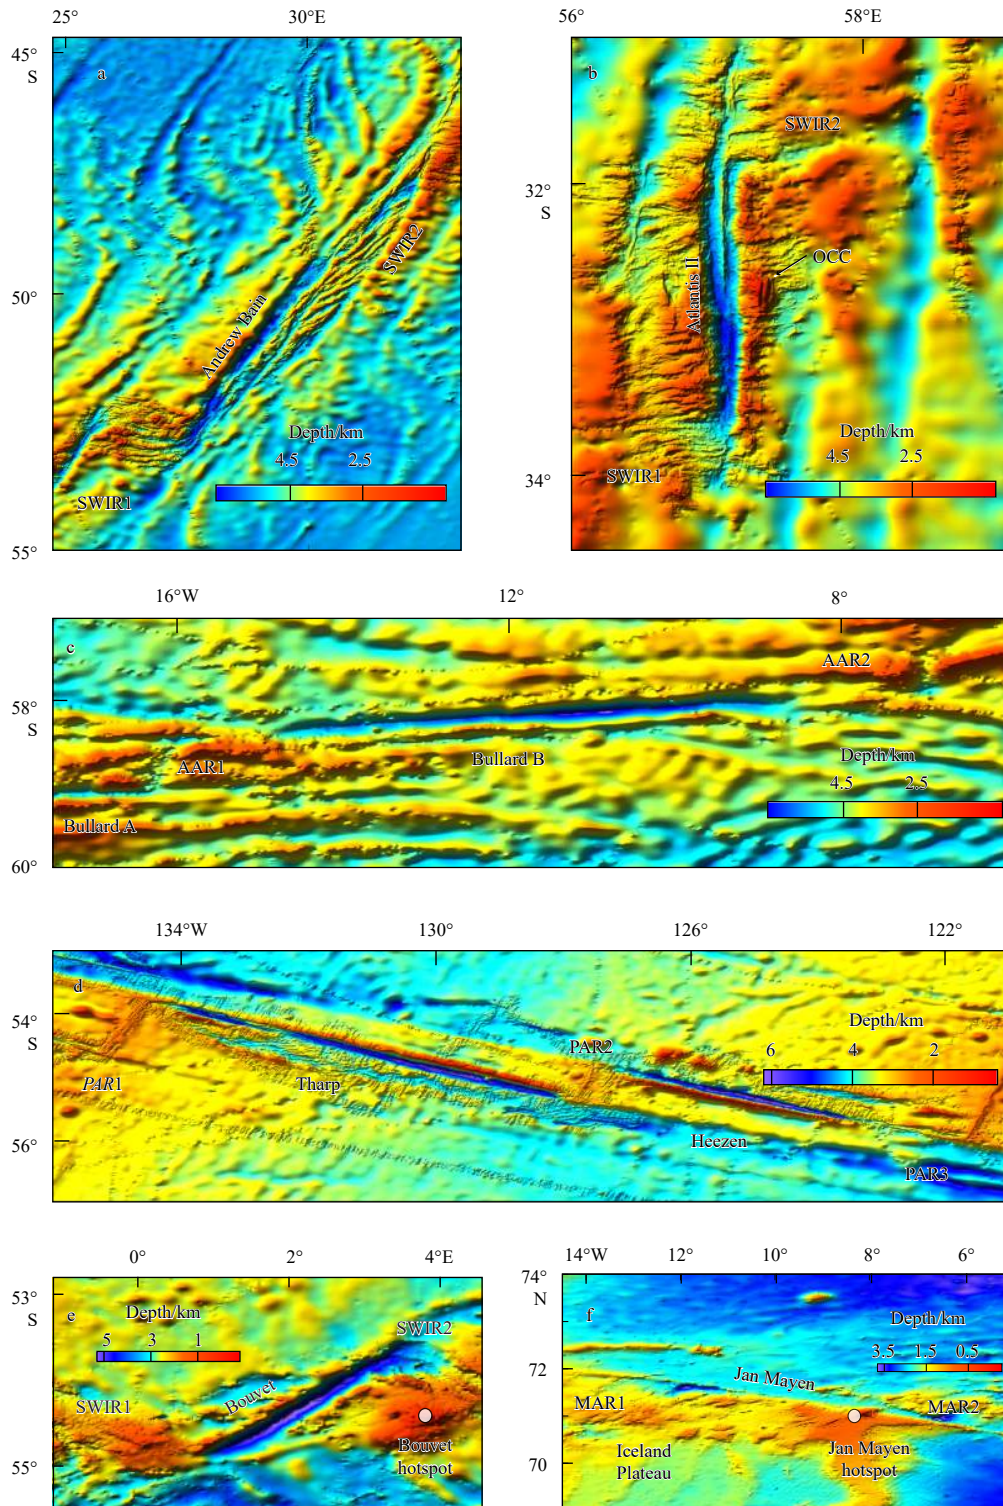 25° 30°E
45°
S
a
50°
Andrew Bain
SWIR2
Depth/km
4.5 2.5
SWIR1
55°
56° 58°E
b
SWIR2
32°
S
OCC
Atlantis II
Depth/km
4.5 2.5
SWIR1
34°
16°W 12° 8°
c
AAR2
58°
S
Bullard B
Depth/km
AAR1
4.5 2.5
Bullard A
60°
134°W 130° 126° 122°
d
54°
S
Depth/km
PAR2
6 4 2
PAR1
Tharp
56°
Heezen
PAR3
0° 2° 4°E
53°
S
e
Depth/km
5 3 1
SWIR2
Bouvet
SWIR1
Bouvet
hotspot
55°
14°W 12° 10° 8° 6°
74°
N
f
Depth/km
3.5 1.5 0.5
72
Jan Mayen
MAR1
MAR2
Iceland
Plateau
Jan Mayen
hotspot
70